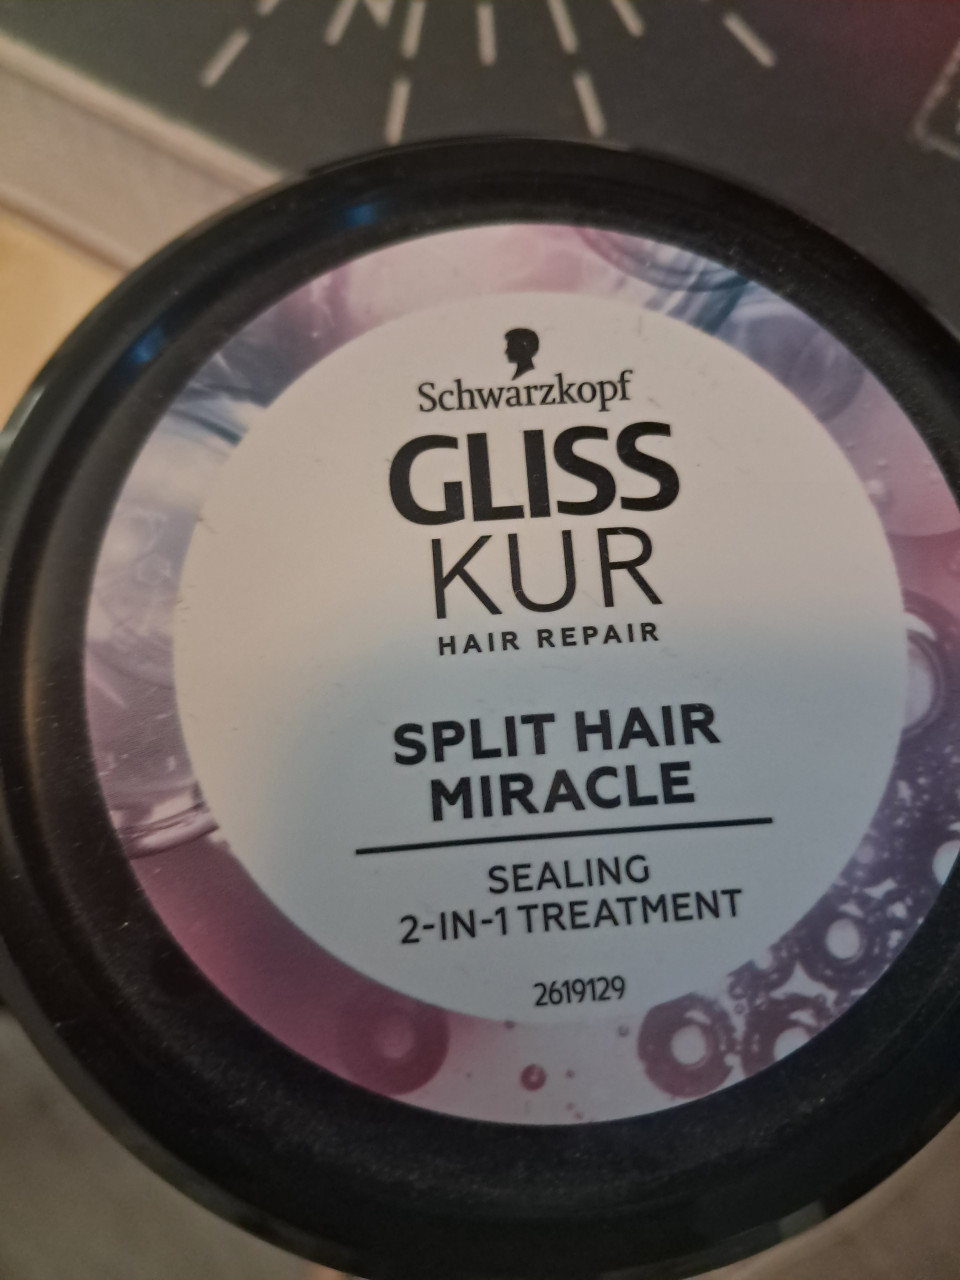 Schwarzkopf
GLISS
KUR
HAIR REPAIR
SPLIT HAIR
MIRACLE
SEALING
2-IN-1 TREATMENT
2619129